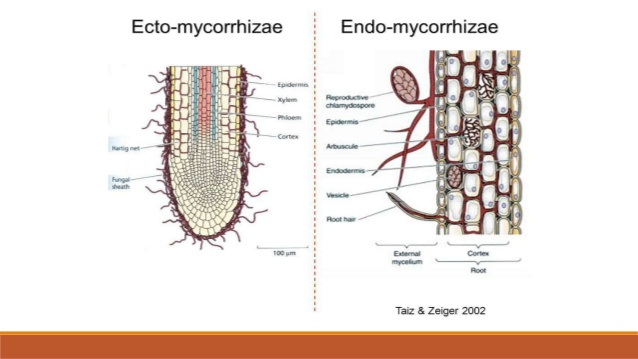 Ecto-mycorrhizae
Endo-mycorrhizae
Epidermis
Xylem
Phloem
Cortex
Hartig net
Fungal
sheath
100 μm
Reproductive
chlamydospore
Epidermis
Arbuscule
Endodermis
Vesicle
Root hair
External
mycelium
Cortex
Root
Taiz & Zeiger 2002